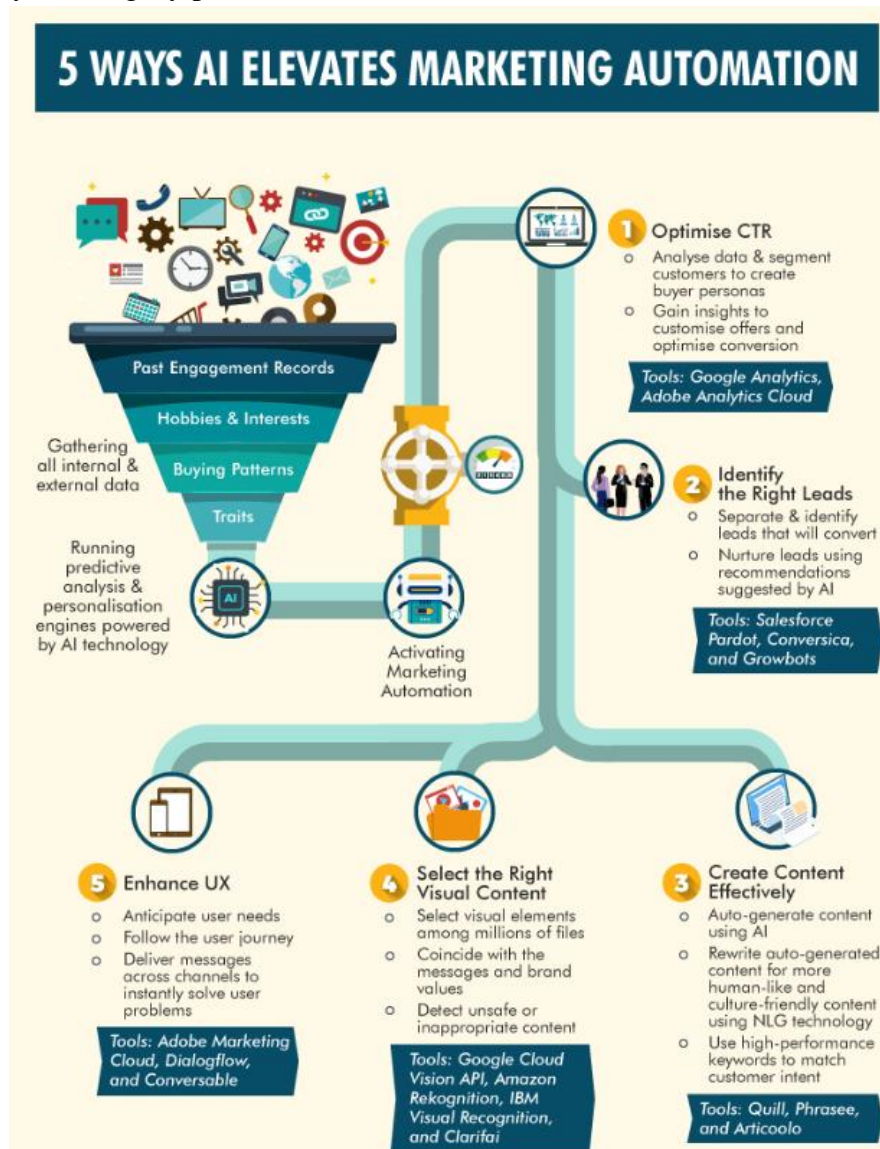 5 WAYS AI ELEVATES MARKETING AUTOMATION
Past Engagement Records
Hobbies & Interests
Buying Patterns
Traits
Gathering
all internal &
external data
Running
predictive
analysis &
personalisation
engines powered
by AI technology
AI
Activating
Marketing
Automation
1 Optimise CTR
o Analyse data & segment
customers to create
buyer personas
o Gain insights to
customise offers and
optimise conversion
Tools: Google Analytics,
Adobe Analytics Cloud
2 Identify
the Right Leads
o Separate & identify
leads that will convert
o Nurture leads using
recommendations
suggested by AI
Tools: Salesforce
Pardot, Conversica,
and Growbots
3 Create Content
Effectively
o Auto-generate content
using AI
o Rewrite auto-generated
content for more
human-like and
culture-friendly content
using NLG technology
o Use high-performance
keywords to match
customer intent
Tools: Quill, Phrasee,
and Articoolo
4 Select the Right
Visual Content
o Select visual elements
among millions of files
o Coincide with the
messages and brand
values
o Detect unsafe or
inappropriate content
Tools: Google Cloud
Vision API, Amazon
Rekognition, IBM
Visual Recognition,
and Clarifai
5 Enhance UX
o Anticipate user needs
o Follow the user journey
o Deliver messages
across channels to
instantly solve user
problems
Tools: Adobe Marketing
Cloud, Dialogflow,
and Conversable